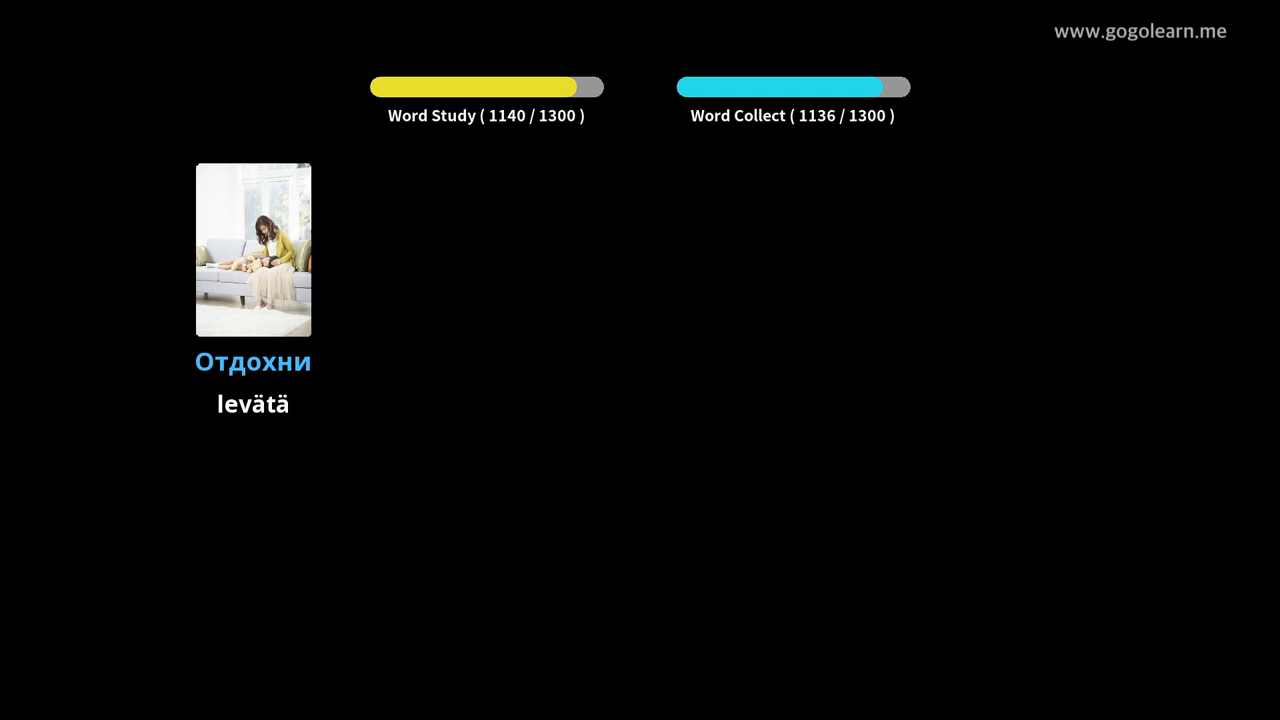 www.gogolearn.me
Word Study ( 1140 / 1300 )
Word Collect ( 1136 / 1300 )
Отдохни
levätä